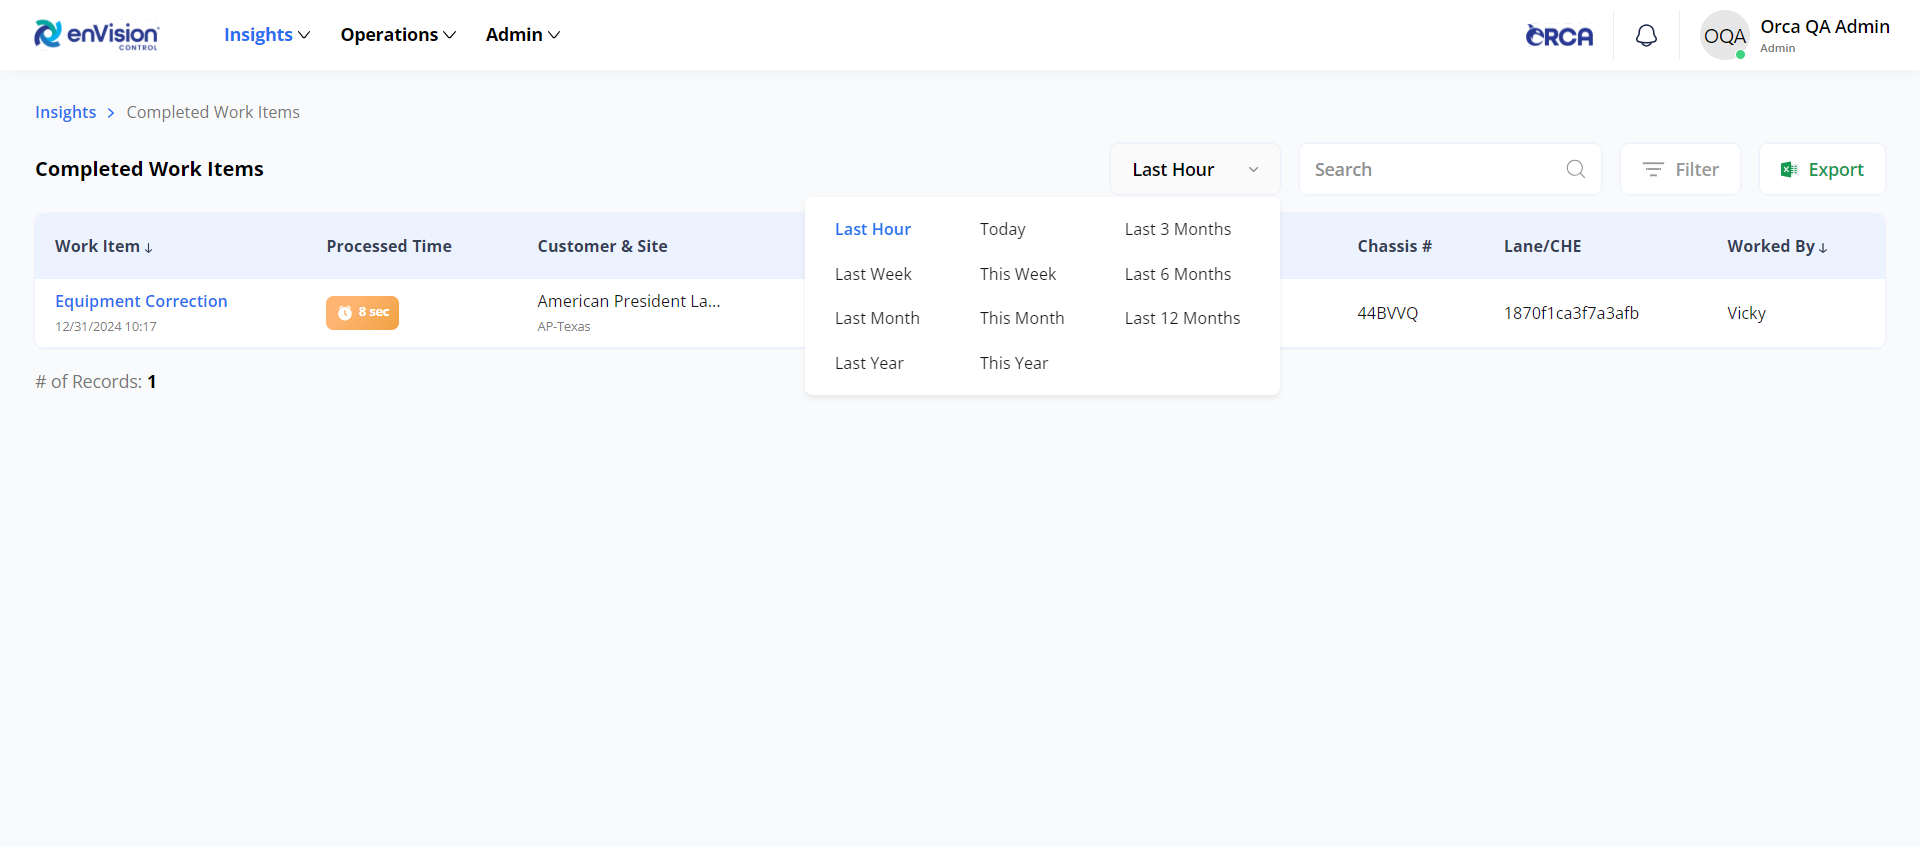 enVision
CONTROL
Insights
Operations
Admin
ORCA
OQA
Orca QA Admin
Admin
Insights > Completed Work Items
Completed Work Items
Last Hour
Search
Filter
Export
Work Item ↓
Processed Time
Customer & Site
Chassis #
Lane/CHE
Worked By ↓
Last Hour
Today
Last 3 Months
Last Week
This Week
Last 6 Months
Last Month
This Month
Last 12 Months
Last Year
This Year
Equipment Correction
12/31/2024 10:17
8 sec
American President La...
AP-Texas
44BVVQ
1870f1ca3f7a3afb
Vicky
# of Records: 1